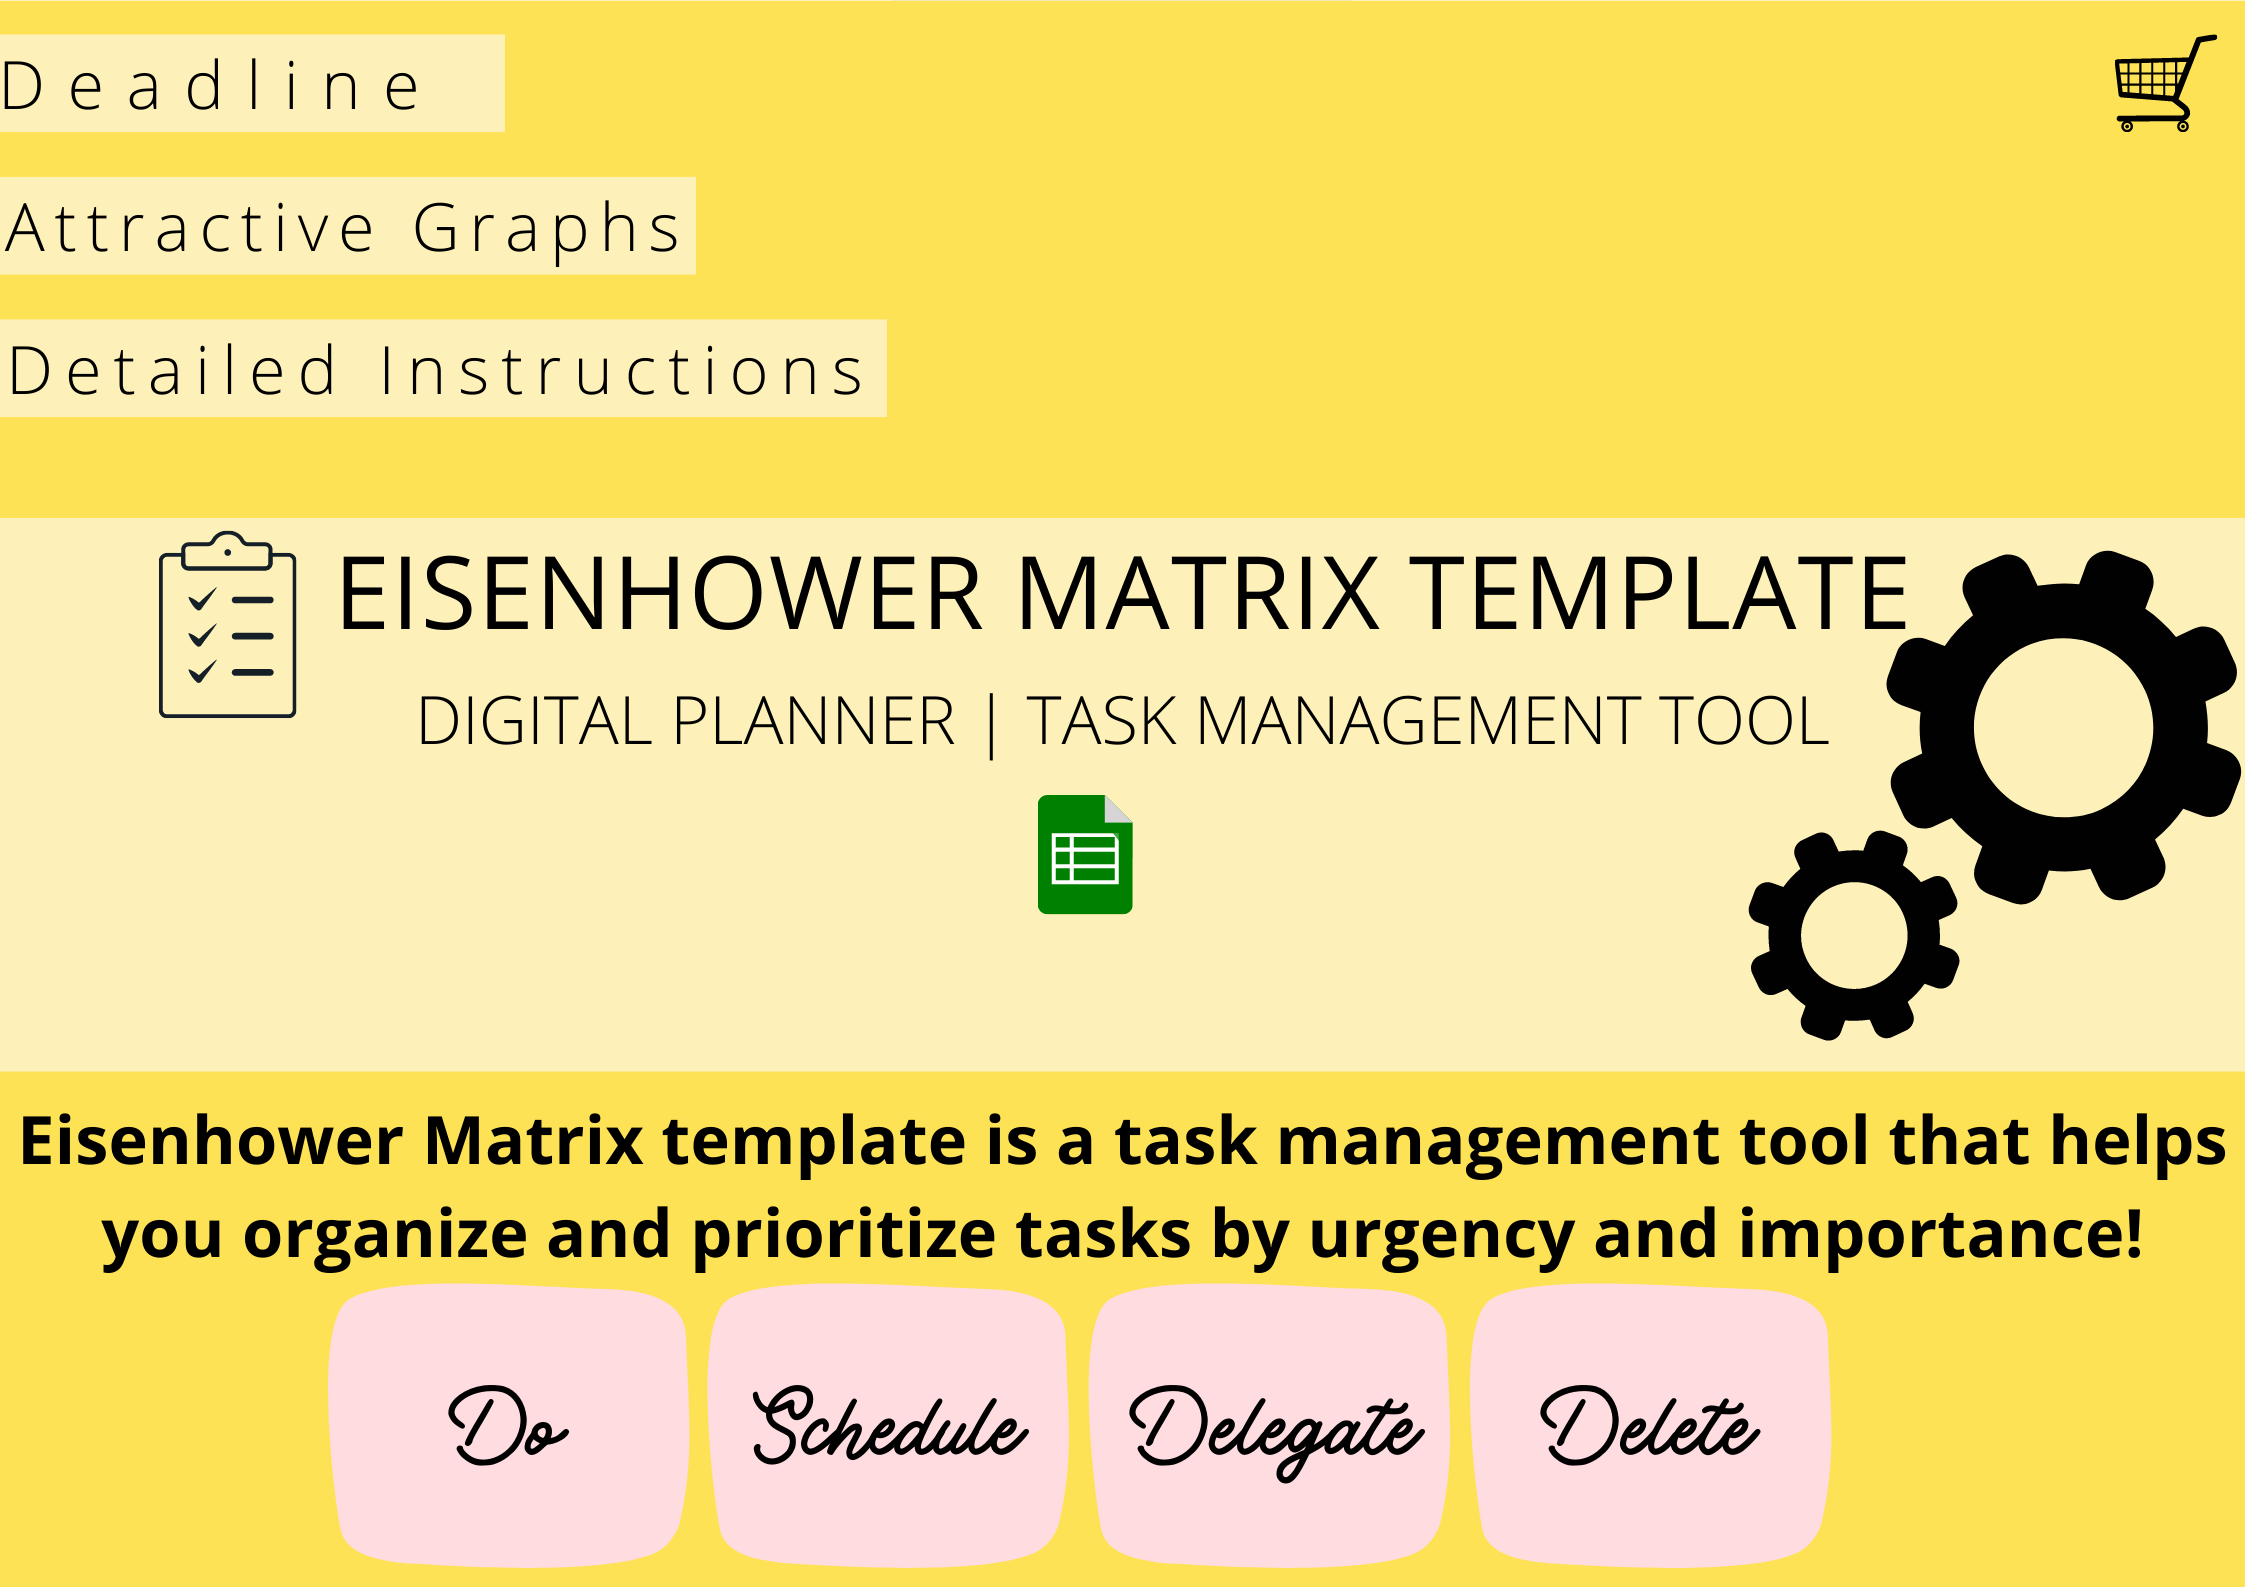 Deadline
Attractive Graphs
Detailed Instructions
EISENHOWER MATRIX TEMPLATE
DIGITAL PLANNER | TASK MANAGEMENT TOOL
Eisenhower Matrix template is a task management tool that helps
you organize and prioritize tasks by urgency and importance!
Do
Schedule
Delegate
Delete